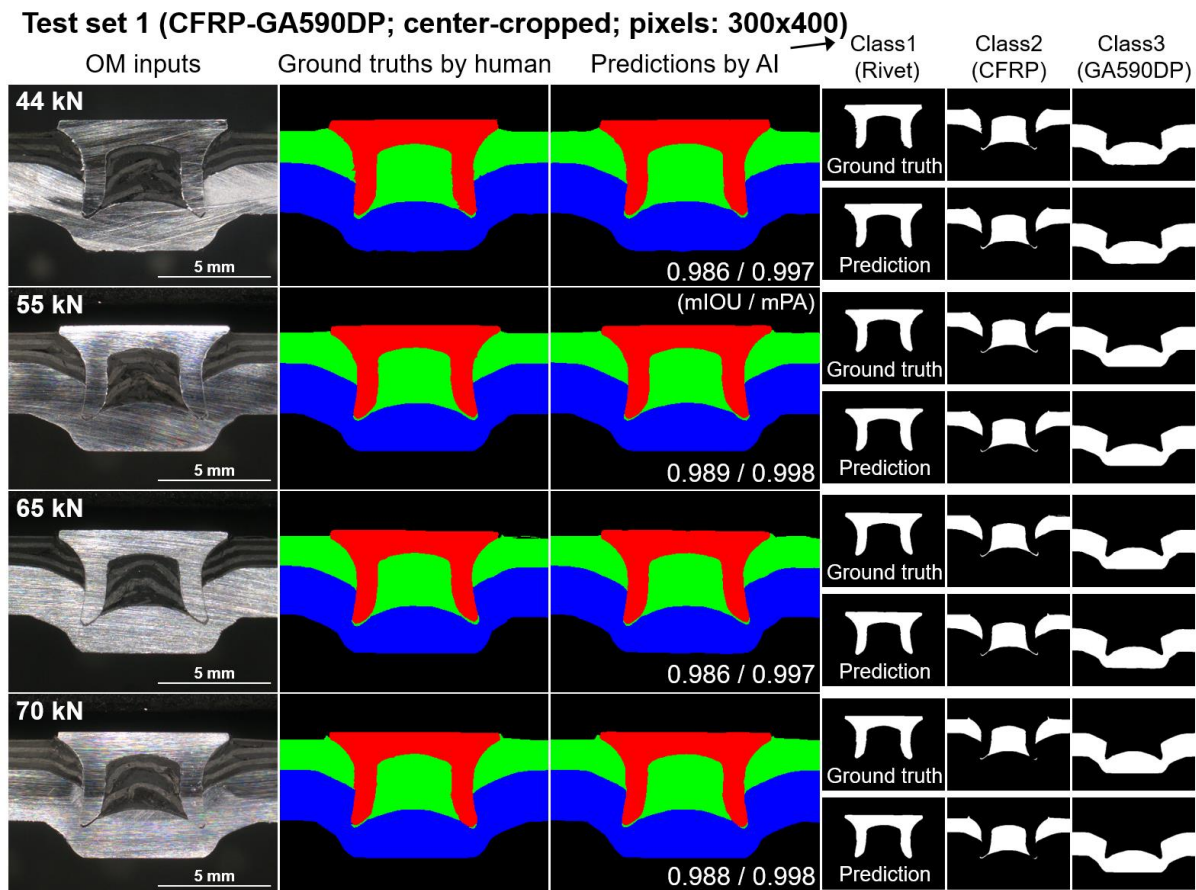 Test set 1 (CFRP-GA590DP; center-cropped; pixels: 300x400)
OM inputs
Ground truths by human
Predictions by AI
Class1
(Rivet)
Class2
(CFRP)
Class3
(GA590DP)
44 kN
5 mm
0.986 / 0.997
Ground truth
Prediction
55 kN
5 mm
(mIOU / mPA)
0.989 / 0.998
Ground truth
Prediction
65 kN
5 mm
0.986 / 0.997
Ground truth
Prediction
70 kN
5 mm
0.988 / 0.998
Ground truth
Prediction